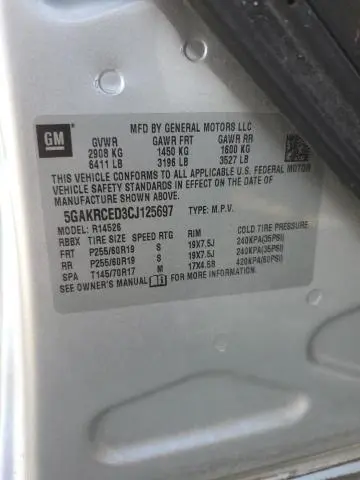 GM
MFD BY GENERAL MOTORS LLC
GVWR GAWR FRT GAWR RR
2908 KG 1450 KG 1600 KG
6411 LB 3196 LB 3527 LB
THIS VEHICLE CONFORMS TO ALL APPLICABLE U.S. FEDERAL MOTOR
VEHICLE SAFETY STANDARDS IN EFFECT ON THE DATE OF
MANUFACTURE SHOWN ABOVE.
5GAKRCED3CJ125697 TYPE: M.P.V.
MODEL: R14526
RBBX TIRE SIZE SPEED RTG RIM COLD TIRE PRESSURE
FRT P255/60R19 S 19X7.5J 240KPA(35PSI)
RR P255/60R19 S 19X7.5J 240KPA(35PSI)
SPA T145/70R17 M 17X4.5B 420KPA(60PSI)
SEE OWNER'S MANUAL FOR MORE INFORMATION.